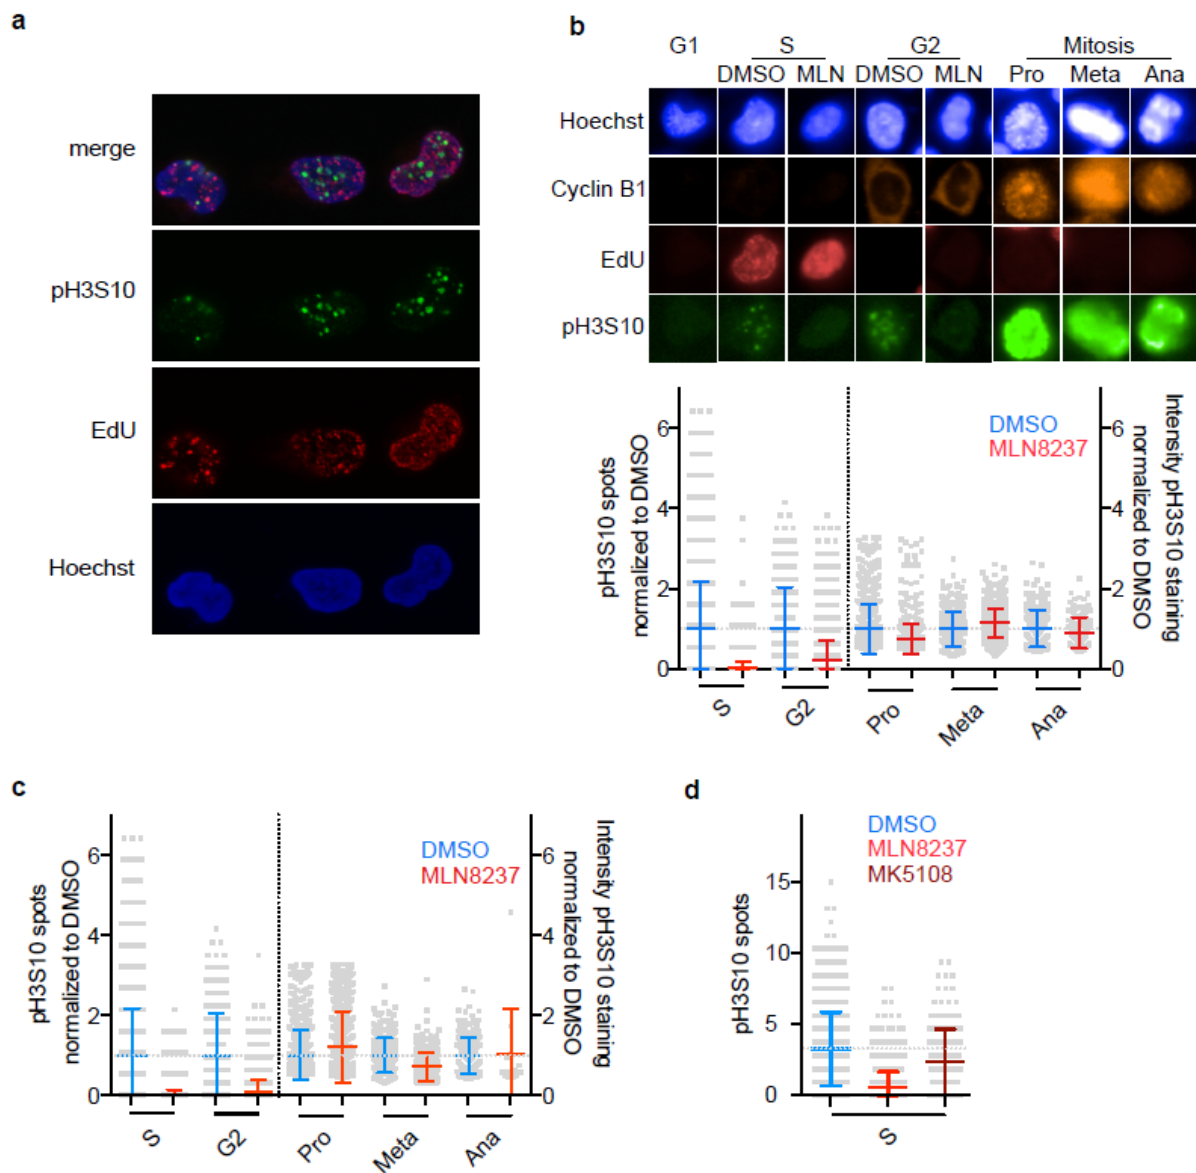 a
merge
pH3S10
EdU
Hoechst
b
G1 S G2 Mitosis
DMSO MLN DMSO MLN Pro Meta Ana
Hoechst
Cyclin B1
EdU
pH3S10
pH3S10 spots
normalized to DMSO
6
4
2
0
DMSO
MLN8237
6
4
2
0
Intensity pH3S10 staining
normalized to DMSO
S G2 Pro Meta Ana
c
pH3S10 spots
normalized to DMSO
6
4
2
0
DMSO
MLN8237
6
4
2
0
Intensity pH3S10 staining
normalized to DMSO
S G2 Pro Meta Ana
d
DMSO
MLN8237
MK5108
pH3S10 spots
15
10
5
0
S